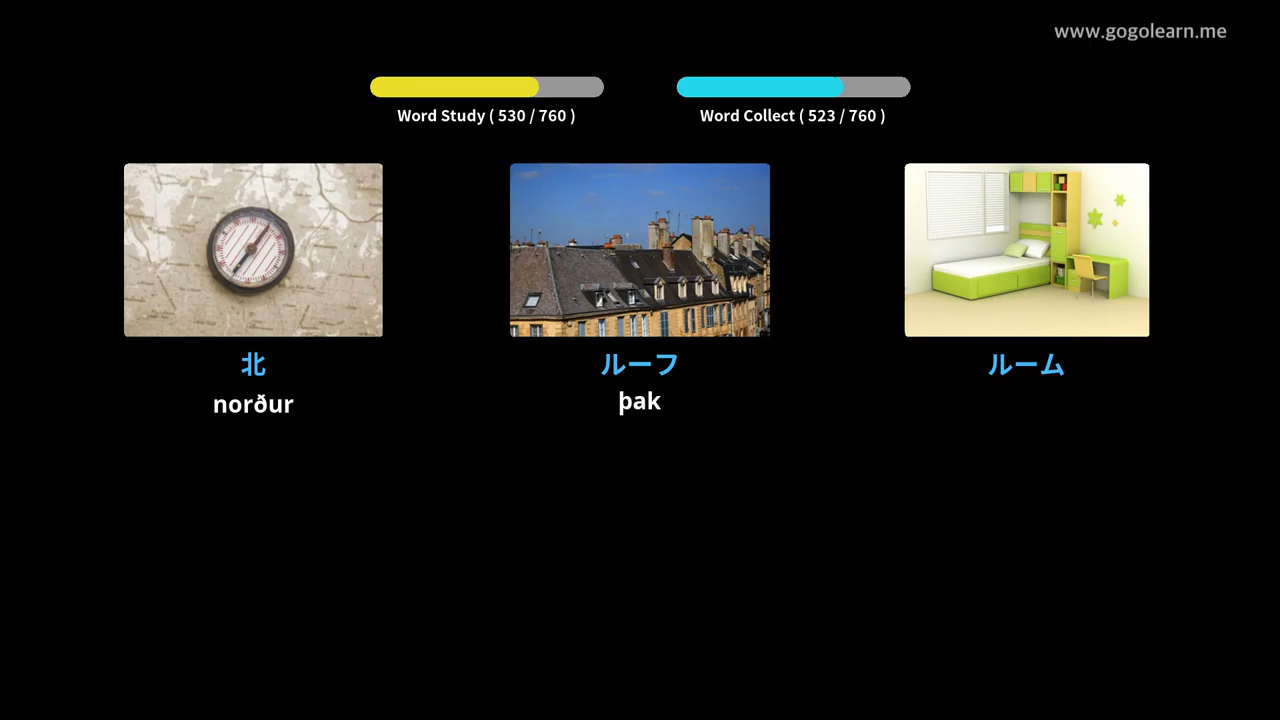 www.gogolearn.me
Word Study ( 530 / 760 )
Word Collect ( 523 / 760 )
北
ルーフ
ルーム
norður
þak